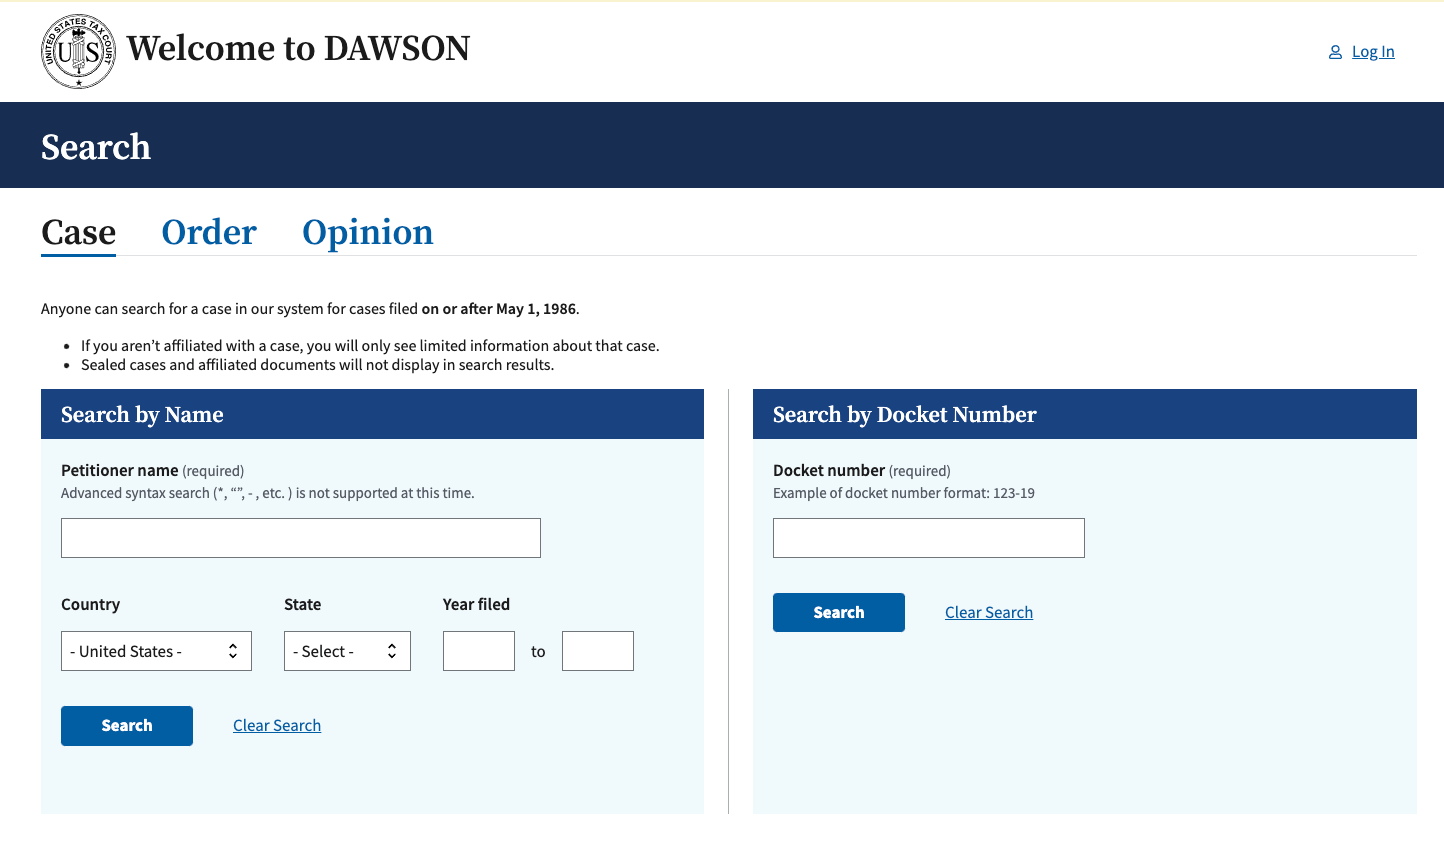 UNITED STATES TAX COURT
US
Welcome to DAWSON
Log In
Search
Case Order Opinion
Anyone can search for a case in our system for cases filed on or after May 1, 1986.
• If you aren’t affiliated with a case, you will only see limited information about that case.
• Sealed cases and affiliated documents will not display in search results.
Search by Name
Petitioner name (required)
Advanced syntax search (*, “”, - , etc. ) is not supported at this time.
Country State Year filed
- United States - - Select - to
Search Clear Search
Search by Docket Number
Docket number (required)
Example of docket number format: 123-19
Search Clear Search